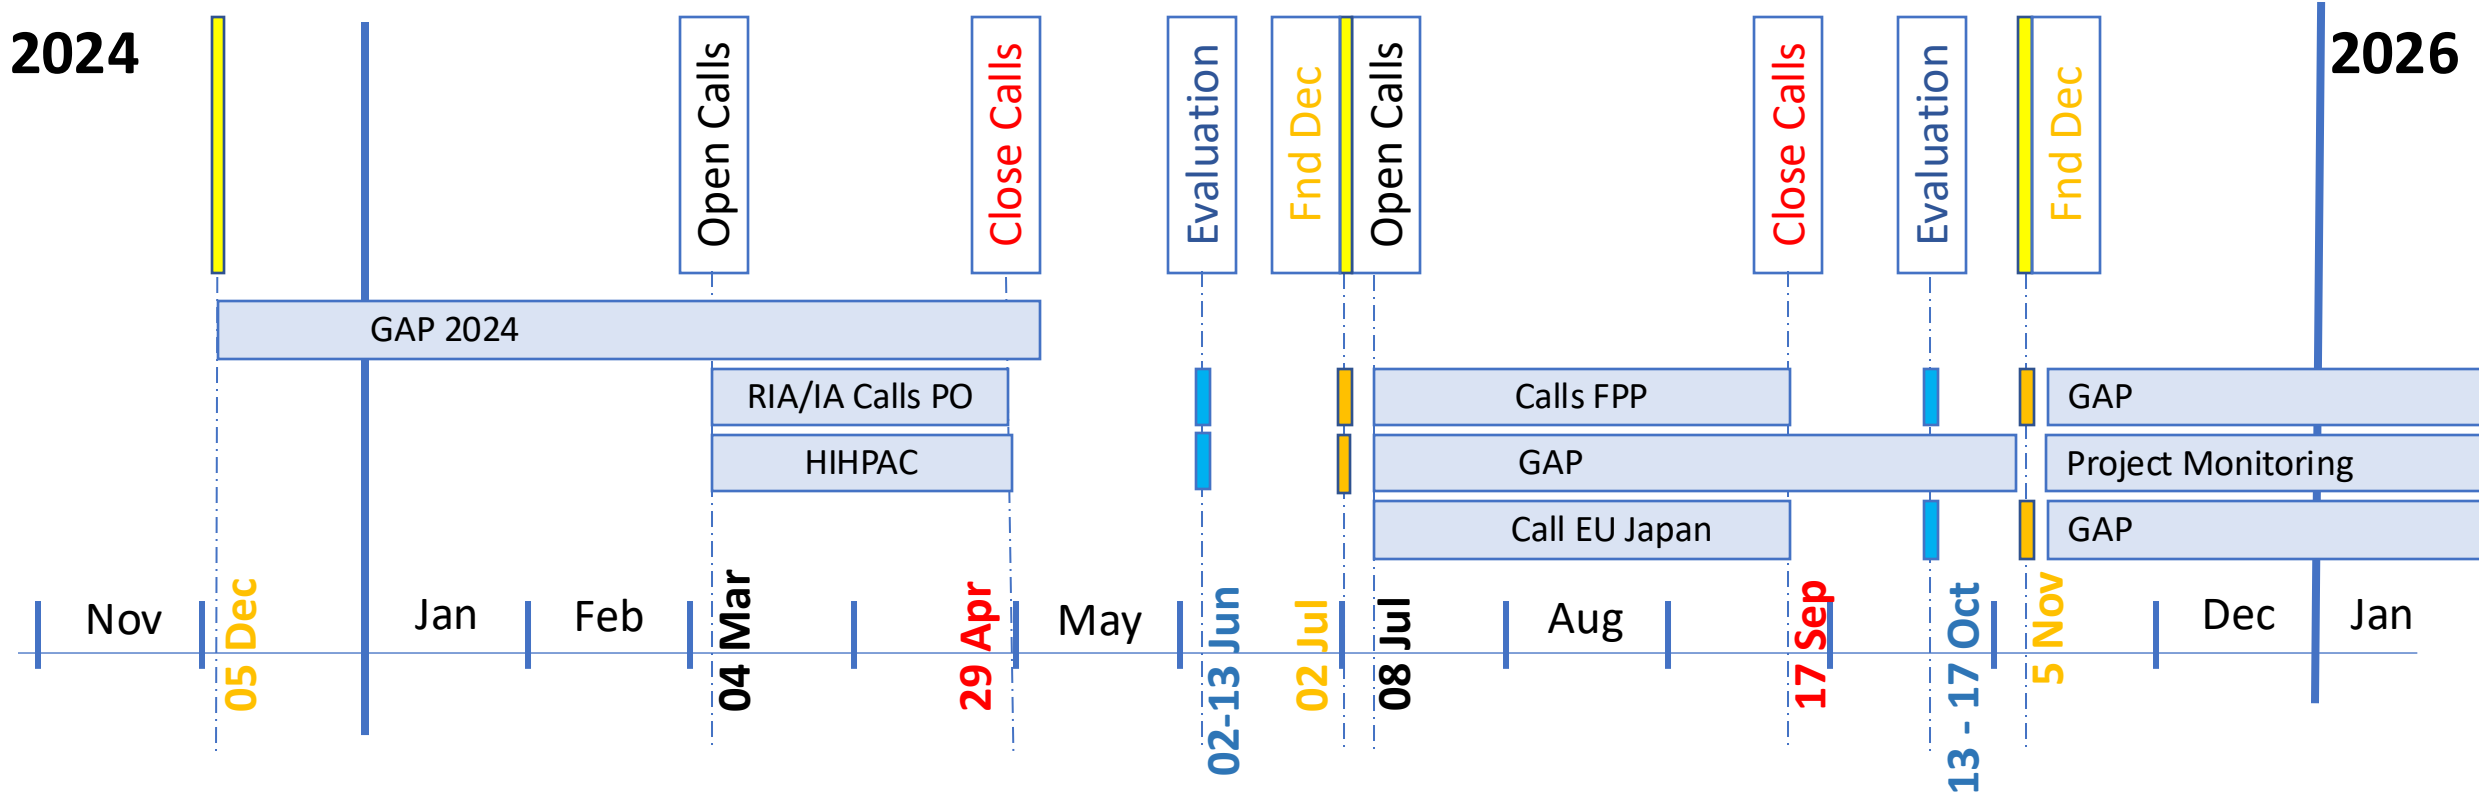 2024
Open Calls
Close Calls
Evaluation
Fnd Dec
Open Calls
Close Calls
Evaluation
Fnd Dec
2026
GAP 2024
RIA/IA Calls PO
Calls FPP
GAP
HIHPAC
GAP
Project Monitoring
Call EU Japan
GAP
Nov
05 Dec
Jan
Feb
04 Mar
29 Apr
May
02-13 Jun
02 Jul
08 Jul
Aug
17 Sep
13 - 17 Oct
5 Nov
Dec
Jan